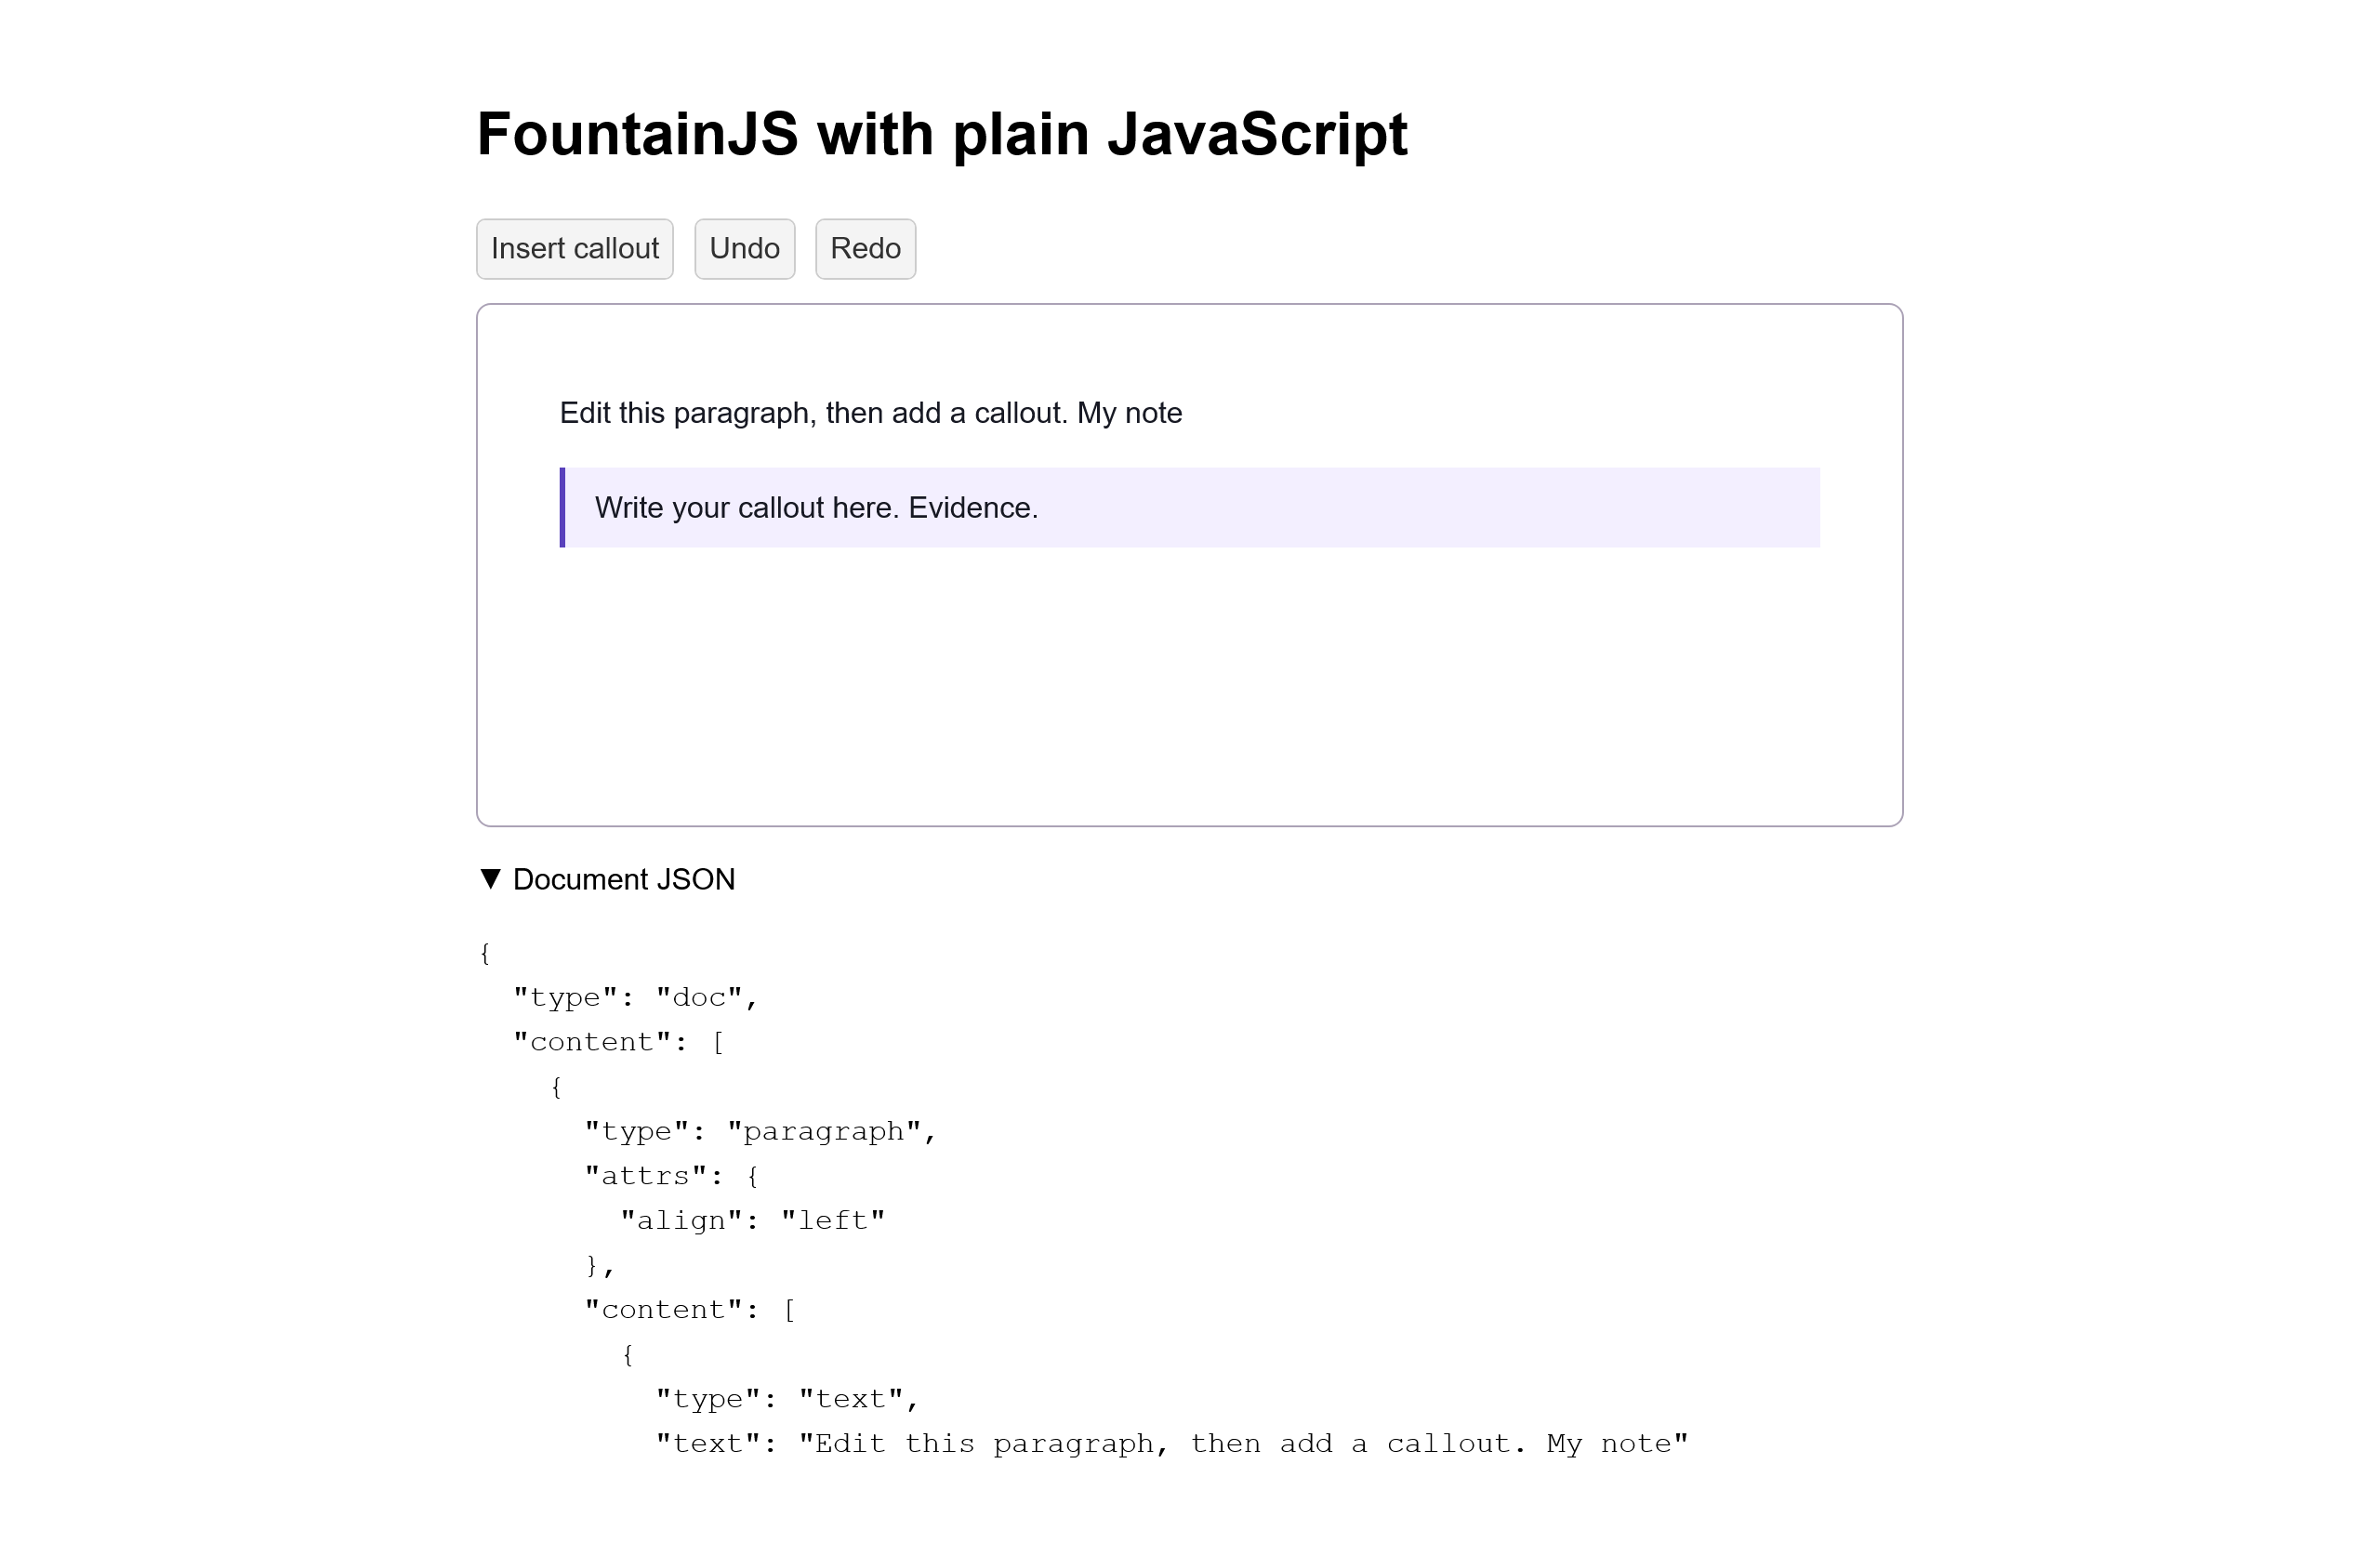 FountainJS with plain JavaScript
Insert callout Undo Redo
Edit this paragraph, then add a callout. My note
Write your callout here. Evidence.
▼ Document JSON
{
  "type": "doc",
  "content": [
    {
      "type": "paragraph",
      "attrs": {
        "align": "left"
      },
      "content": [
        {
          "type": "text",
          "text": "Edit this paragraph, then add a callout. My note"